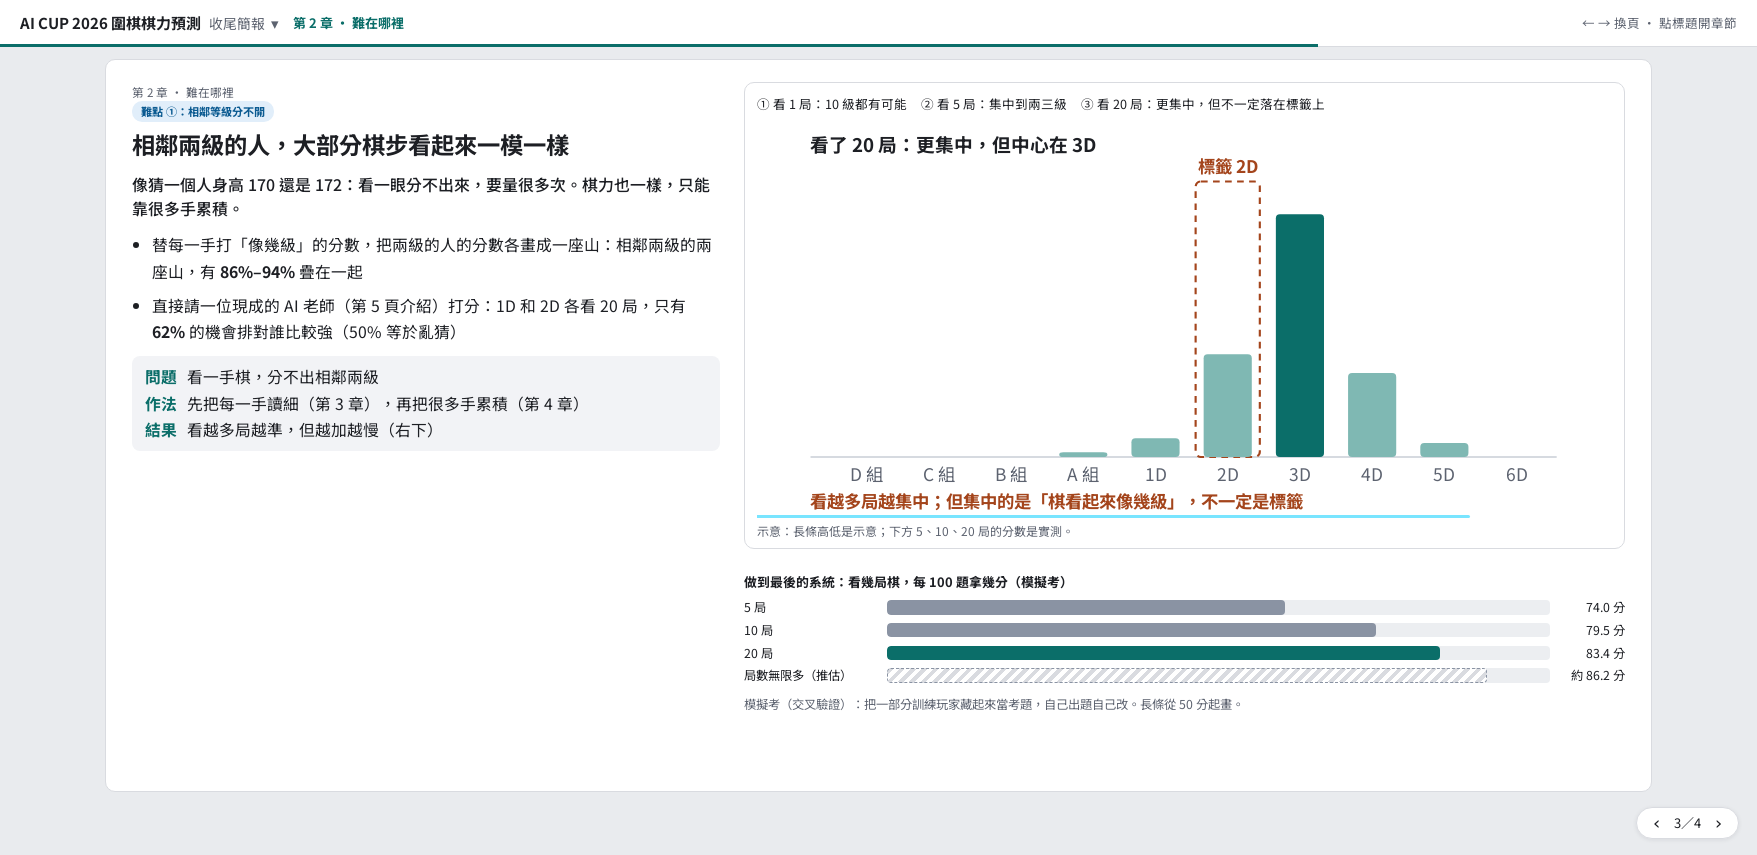 AI CUP 2026 圍棋棋力預測 收尾簡報 ▼ 第 2 章 · 難在哪裡
← → 換頁 · 點標題開章節
第 2 章 · 難在哪裡
難點 ①：相鄰等級分不開
相鄰兩級的人，大部分棋步看起來一模一樣
像猜一個人身高 170 還是 172：看一眼分不出來，要量很多次。棋力也一樣，只能
靠很多手累積。
• 替每一手打「像幾級」的分數，把兩級的人的分數各畫成一座山：相鄰兩級的兩
座山，有 86%–94% 疊在一起
• 直接請一位現成的 AI 老師（第 5 頁介紹）打分：1D 和 2D 各看 20 局，只有
62% 的機會排對誰比較強（50% 等於亂猜）
問題 看一手棋，分不出相鄰兩級
作法 先把每一手讀細（第 3 章），再把很多手累積（第 4 章）
結果 看越多局越準，但越加越慢（右下）
① 看 1 局：10 級都有可能 ② 看 5 局：集中到兩三級 ③ 看 20 局：更集中，但不一定落在標籤上
看了 20 局：更集中，但中心在 3D
標籤 2D
D 組 C 組 B 組 A 組 1D 2D 3D 4D 5D 6D
看越多局越集中；但集中的是「棋看起來像幾級」，不一定是標籤
示意：長條高低是示意；下方 5、10、20 局的分數是實測。
做到最後的系統：看幾局棋，每 100 題拿幾分（模擬考）
5 局 74.0 分
10 局 79.5 分
20 局 83.4 分
局數無限多（推估） 約 86.2 分
模擬考（交叉驗證）：把一部分訓練玩家藏起來當考題，自己出題自己改。長條從 50 分起畫。
‹ 3／4 ›